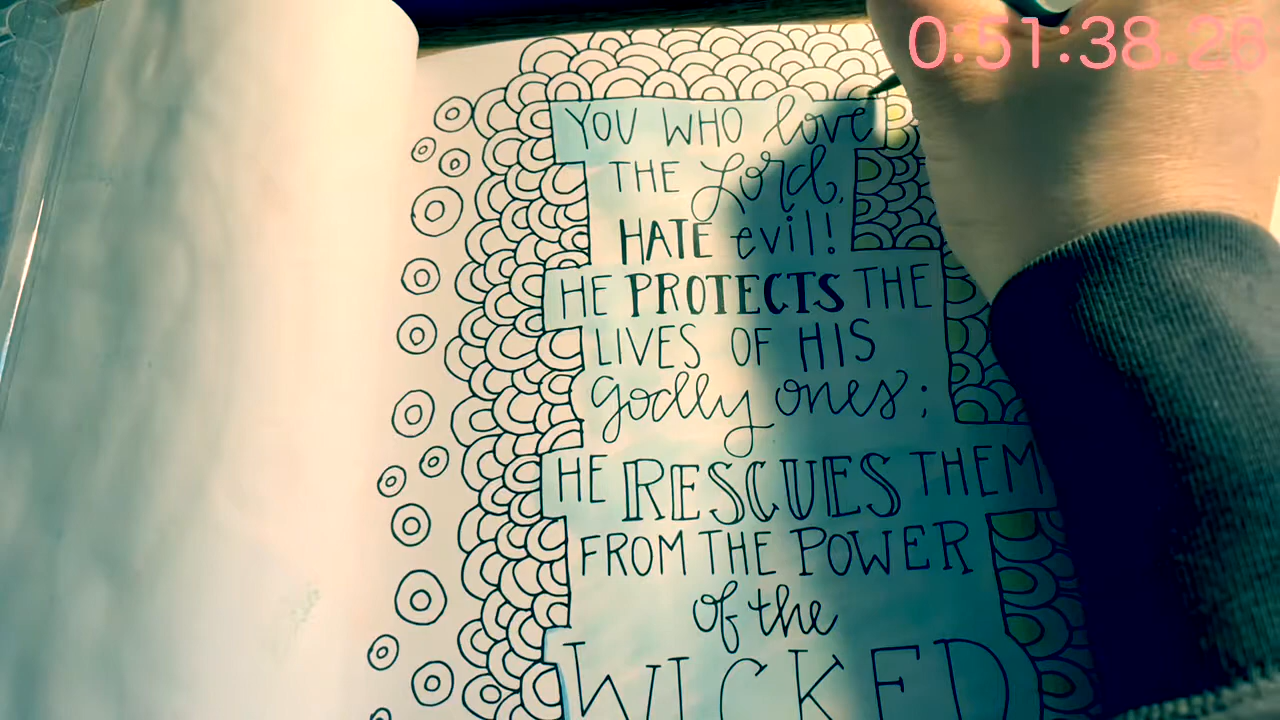 0:51:38.26
YOU WHO love
THE Lord,
HATE evil!
HE PROTECTS THE
LIVES OF HIS
godly ones;
HE RESCUES THEM
FROM THE POWER
of the
WICKED